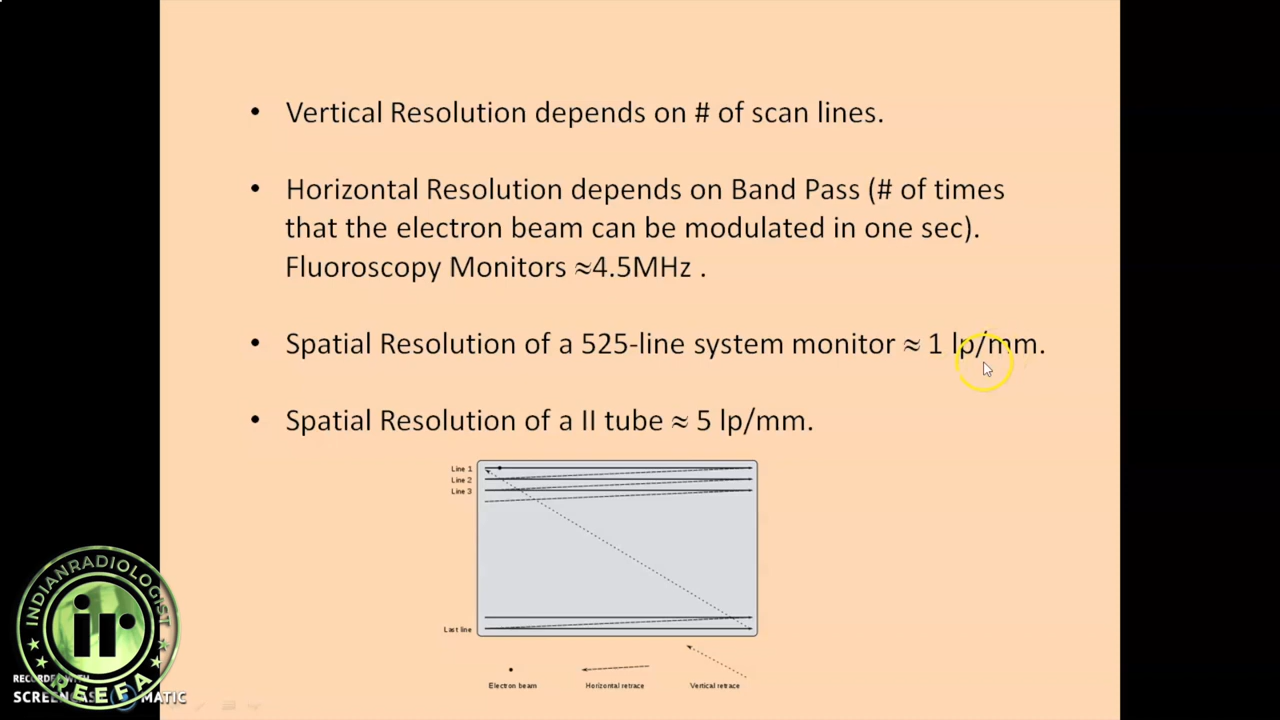 • Vertical Resolution depends on # of scan lines.
• Horizontal Resolution depends on Band Pass (# of times
that the electron beam can be modulated in one sec).
Fluoroscopy Monitors ≈4.5MHz .
• Spatial Resolution of a 525-line system monitor ≈ 1 lp/mm.
• Spatial Resolution of a II tube ≈ 5 lp/mm.
Line 1
Line 2
Line 3
Last line
Electron beam
Horizontal retrace
Vertical retrace
INDIANRADIOLOGIST
ir
REEFA
MATIC